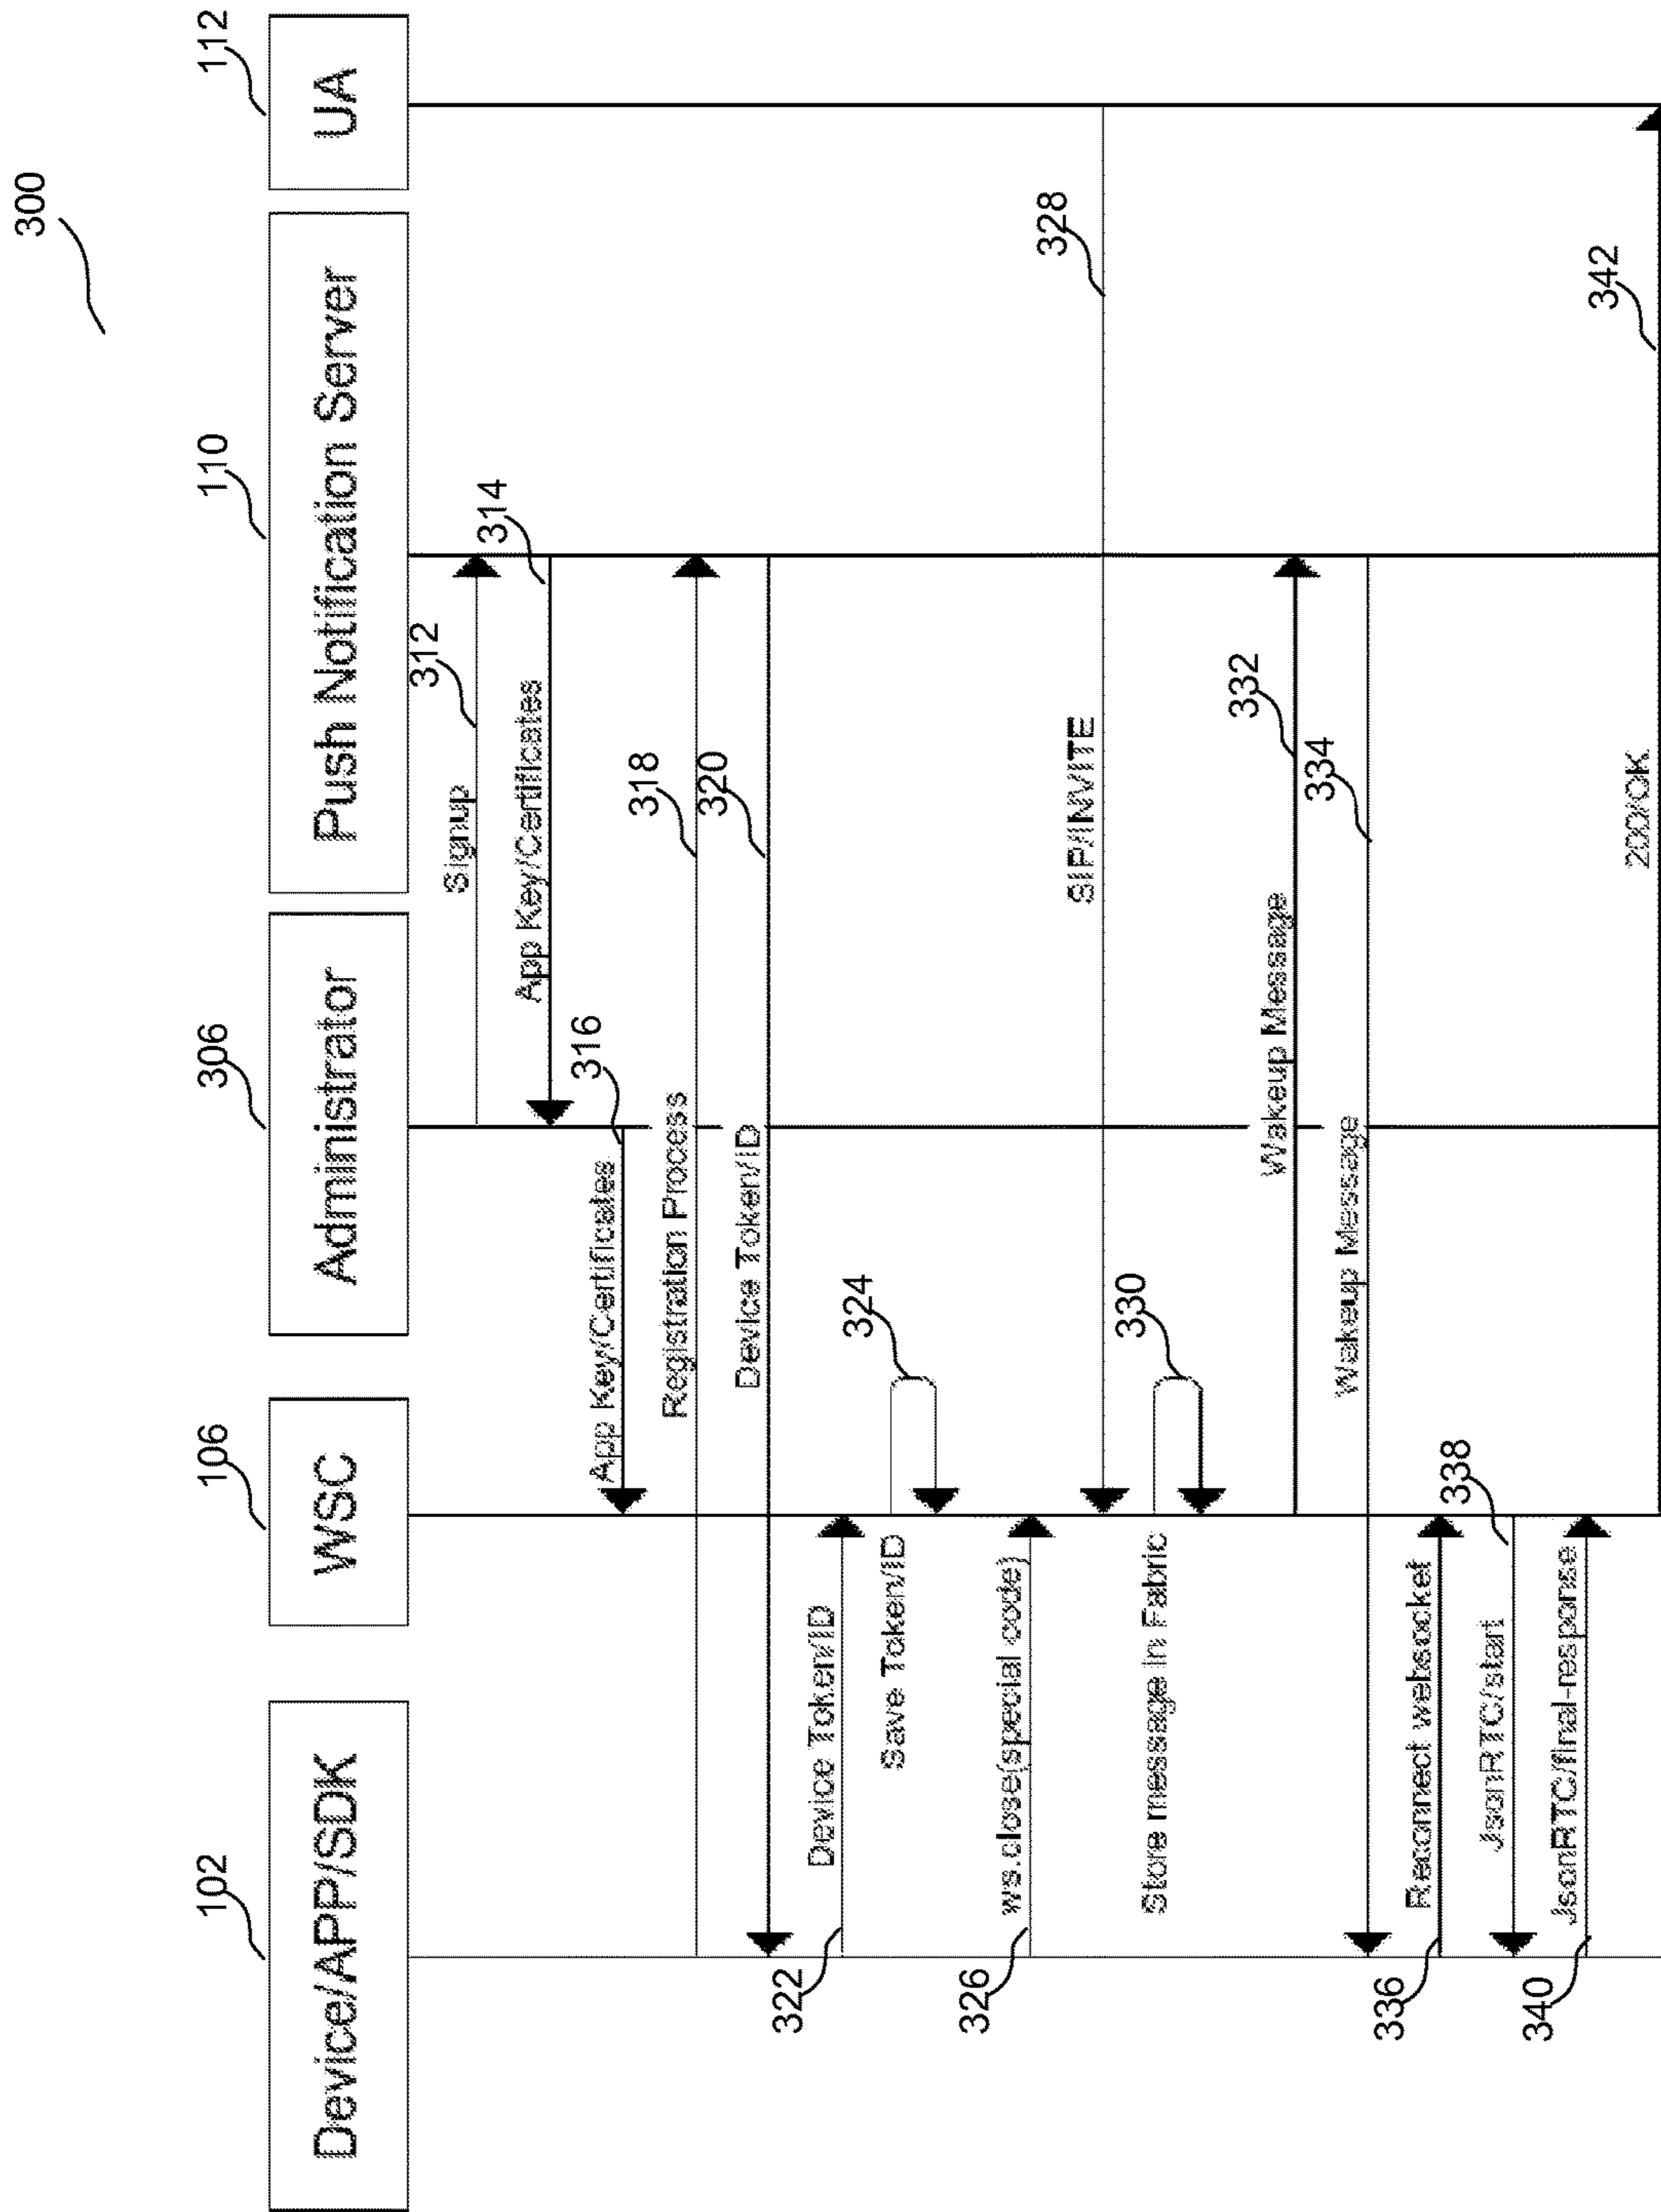 300
102
106
306
110
112
Device/APP/SDK
WSC
Administrator
Push Notification Server
UA
312
Signup
314
App Key/Certificates
316
App Key/Certificates
318
Registration Process
320
Device Token/ID
322
Device Token/ID
324
Save Token/ID
326
ws.close(special code)
328
SIP/INVITE
330
Store message in Fabric
332
Wakeup Message
334
Wakeup Message
336
Reconnect websocket
338
JsonRTC/start
340
JsonRTC/final-response
342
200/OK